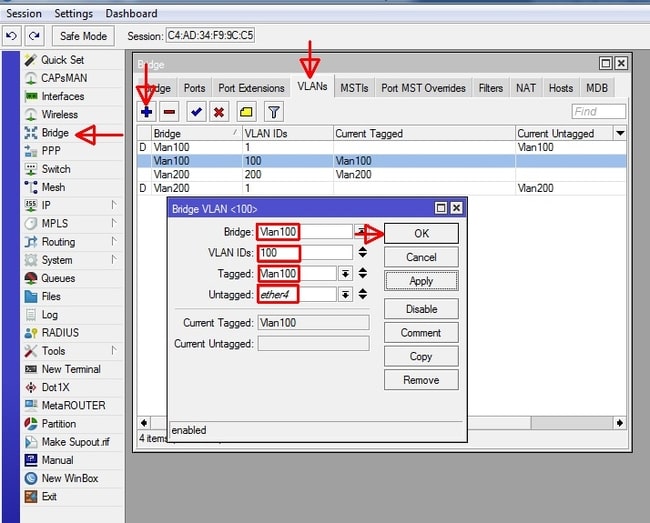 Session Settings Dashboard
Safe Mode Session: C4:AD:34:F9:9C:C5
Quick Set
CAPsMAN
Interfaces
Wireless
Bridge
PPP
Switch
Mesh
IP
MPLS
Routing
System
Queues
Files
Log
RADIUS
Tools
New Terminal
Dot1X
MetaROUTER
Partition
Make Supout.rif
Manual
New WinBox
Exit
Bridge
Bridge Ports Port Extensions VLANs MSTIs Port MST Overrides Filters NAT Hosts MDB
Find
Bridge VLAN IDs Current Tagged Current Untagged
D Vlan100 1 Vlan100
Vlan100 100 Vlan100
Vlan200 200 Vlan200
D Vlan200 1 Vlan200
Bridge VLAN <100>
Bridge: Vlan100
VLAN IDs: 100
Tagged: Vlan100
Untagged: ether4
Current Tagged: Vlan100
Current Untagged:
OK
Cancel
Apply
Disable
Comment
Copy
Remove
enabled
4 items